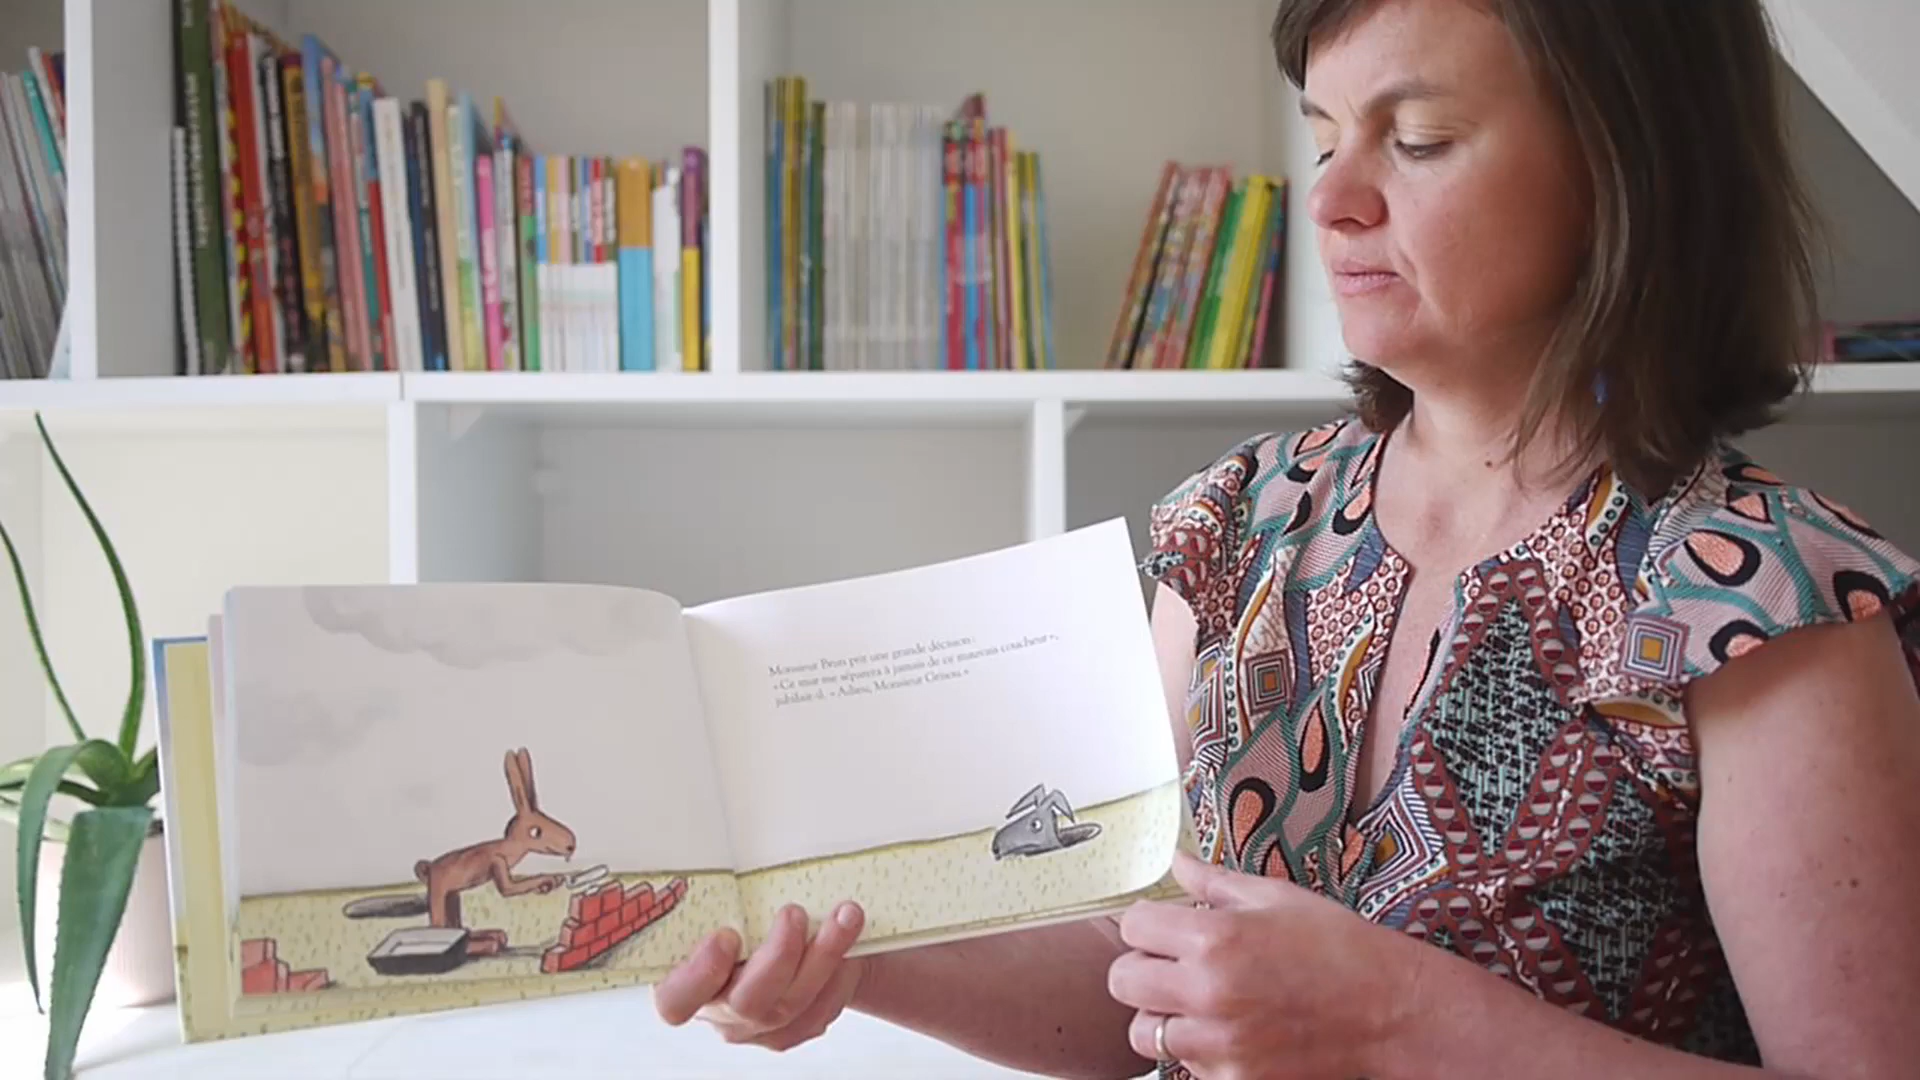 Monsieur Brun prit une grande décision :
« Ce mur me séparera à jamais de ce mauvais coucheur »,
jubilait-il. « Adieu, Monsieur Grisou. »